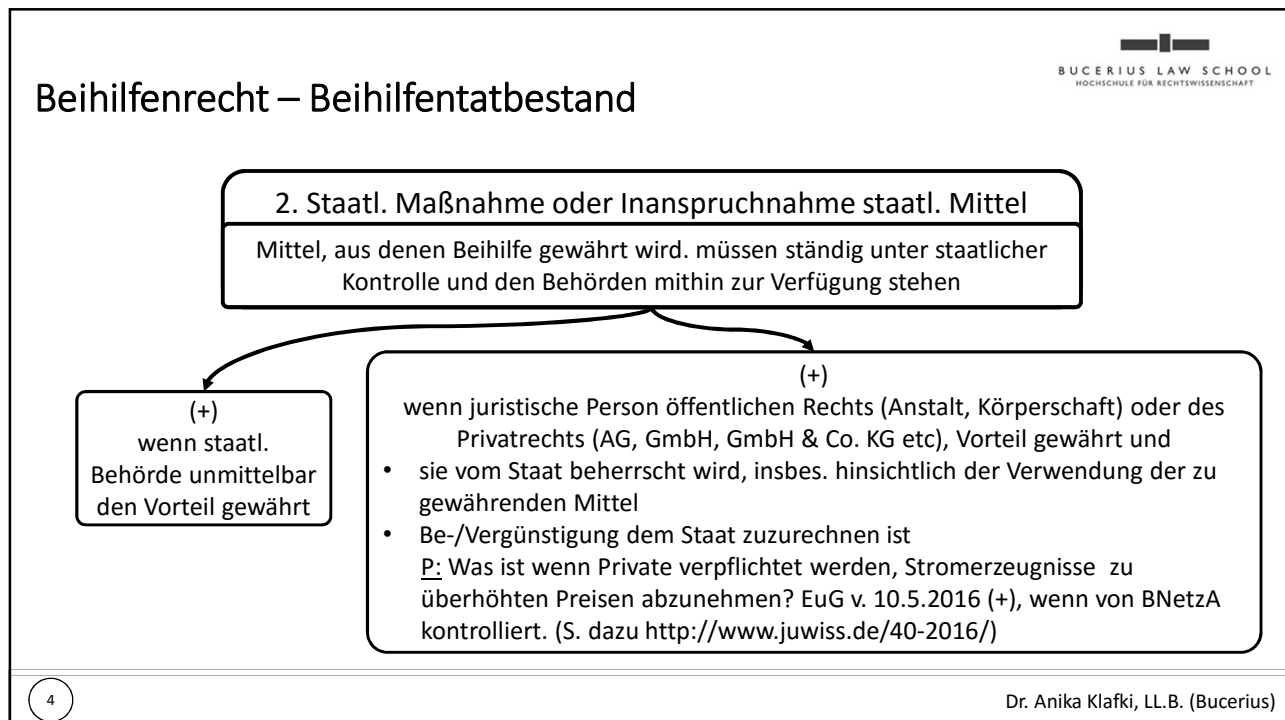 BUCERIUS LAW SCHOOL
HOCHSCHULE FÜR RECHTSWISSENSCHAFT
Beihilfenrecht – Beihilfentatbestand
2. Staatl. Maßnahme oder Inanspruchnahme staatl. Mittel
Mittel, aus denen Beihilfe gewährt wird. müssen ständig unter staatlicher
Kontrolle und den Behörden mithin zur Verfügung stehen
(+)
wenn staatl.
Behörde unmittelbar
den Vorteil gewährt
(+)
wenn juristische Person öffentlichen Rechts (Anstalt, Körperschaft) oder des
Privatrechts (AG, GmbH, GmbH & Co. KG etc), Vorteil gewährt und
• sie vom Staat beherrscht wird, insbes. hinsichtlich der Verwendung der zu
gewährenden Mittel
• Be-/Vergünstigung dem Staat zuzurechnen ist
P: Was ist wenn Private verpflichtet werden, Stromerzeugnisse zu
überhöhten Preisen abzunehmen? EuG v. 10.5.2016 (+), wenn von BNetzA
kontrolliert. (S. dazu http://www.juwiss.de/40-2016/)
4
Dr. Anika Klafki, LL.B. (Bucerius)